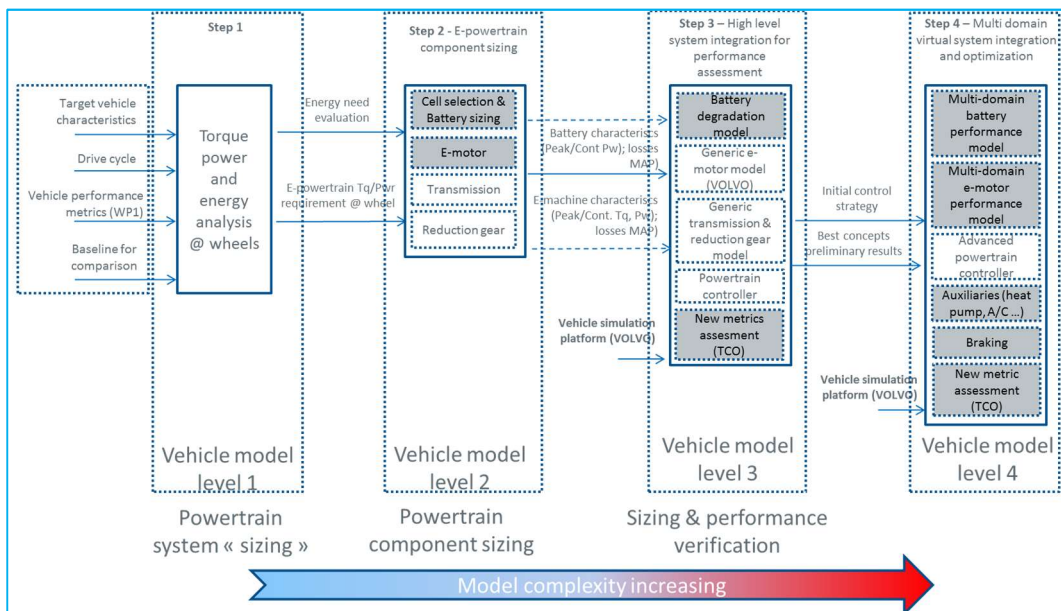 Step 1
Target vehicle
characteristics
Drive cycle
Vehicle performance
metrics (WP1)
Baseline for
comparison
Torque
power
and
energy
analysis
@ wheels
Vehicle model
level 1
Powertrain
system « sizing »
Energy need
evaluation
E-powertrain Tq/Pwr
requirement @ wheel
Step 2 - E-powertrain
component sizing
Cell selection &
Battery sizing
E-motor
Transmission
Reduction gear
Vehicle model
level 2
Powertrain
component sizing
Battery characteristcs
(Peak/Cont Pw); losses
MAP)
E-machine characteristcs
(Peak/Cont. Tq, Pw);
losses MAP)
Vehicle simulation
platform (VOLVO)
Step 3 – High level
system integration for
performance
assessment
Battery
degradation
model
Generic e-
motor model
(VOLVO)
Generic
transmission &
reduction gear
model
Powertrain
controller
New metrics
assesment
(TCO)
Vehicle model
level 3
Sizing & performance
verification
Initial control
strategy
Best concepts
preliminary results
Vehicle simulation
platform (VOLVO)
Step 4 – Multi domain
virtual system integration
and optimization
Multi-domain
battery
performance
model
Multi-domain
e-motor
performance
model
Advanced
powertrain
controller
Auxiliaries (heat
pump, A/C ...)
Braking
New metric
assessment
(TCO)
Vehicle model
level 4
Model complexity increasing